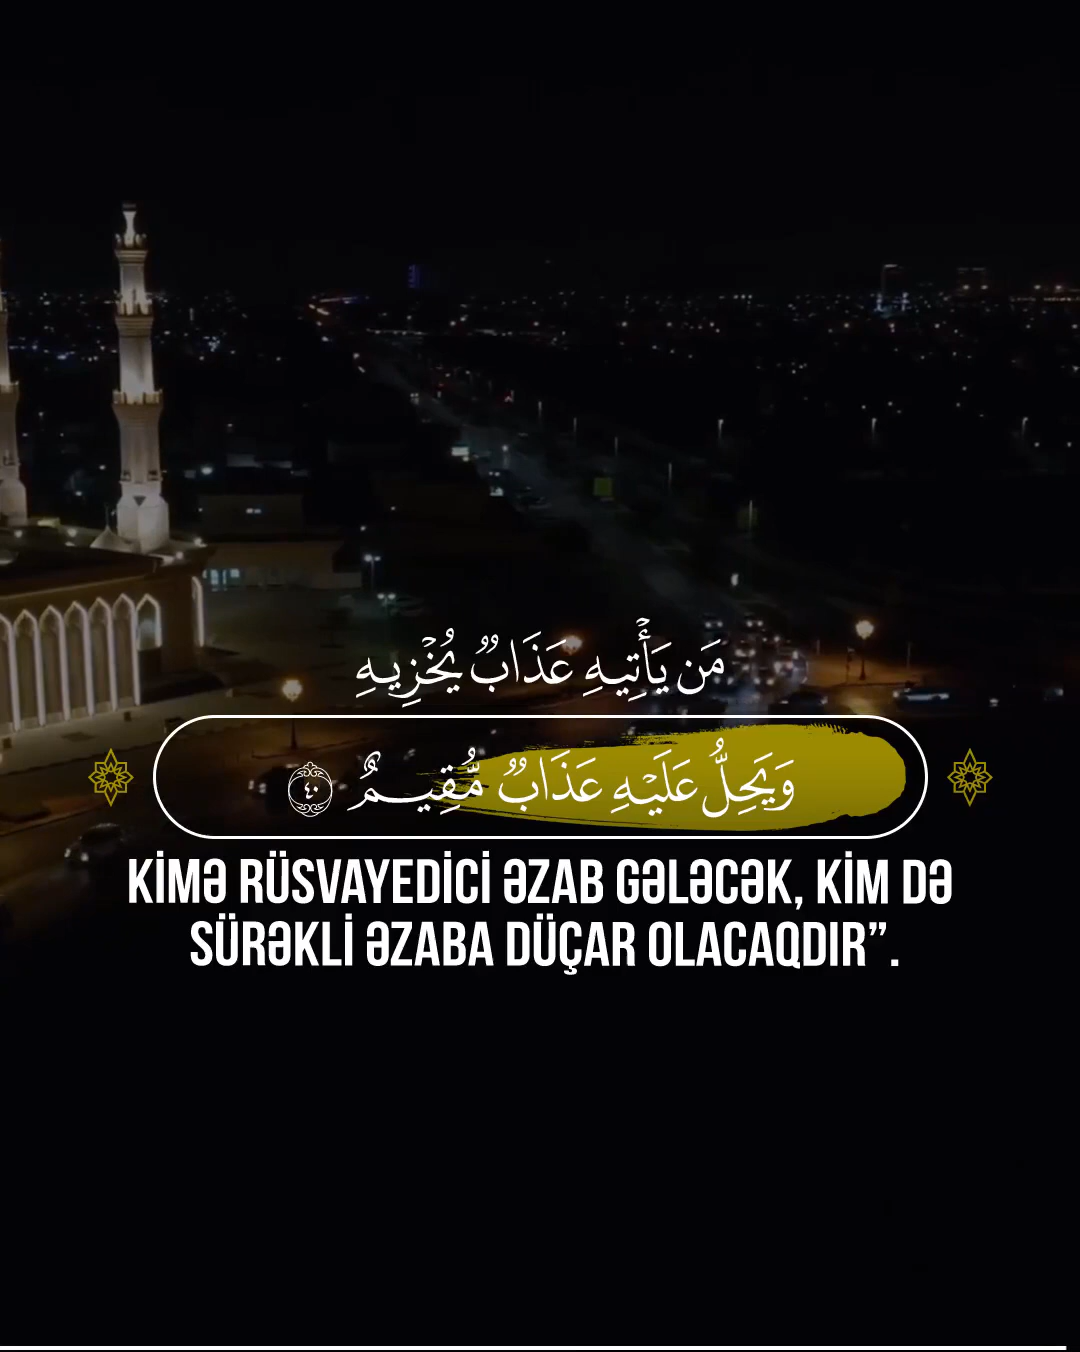 مَن يَأْتِيهِ عَذَابٌ يُخْزِيهِ
وَيَحِلُّ عَلَيْهِ عَذَابٌ مُّقِيمٌ ٤٠
KİMƏ RÜSVAYEDİCİ ƏZAB GƏLƏCƏK, KİM DƏ
SÜRƏKLİ ƏZABA DÜÇAR OLACAQDIR”.